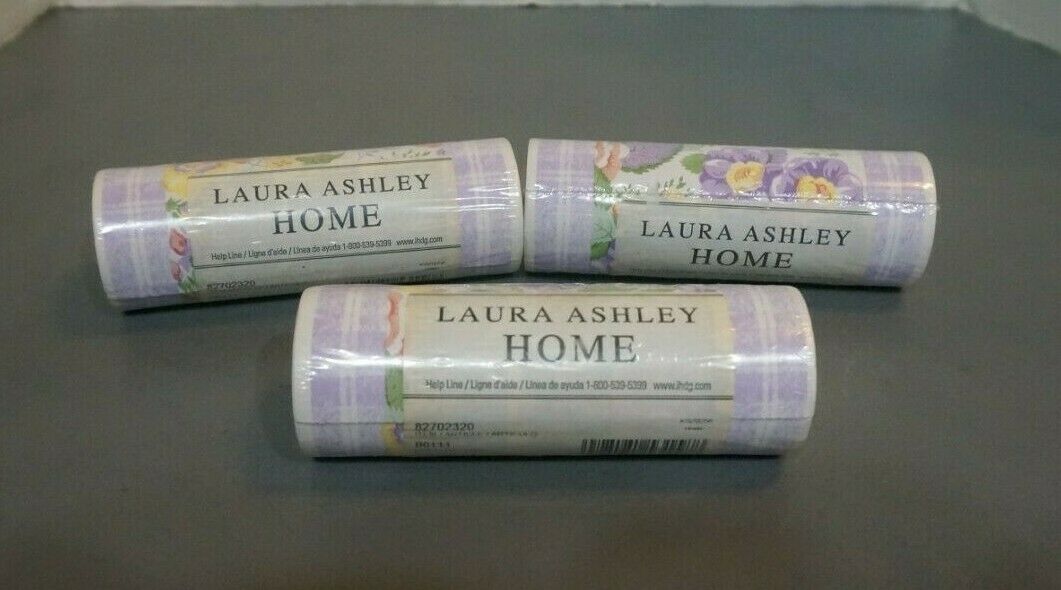 LAURA ASHLEY
HOME
Help Line / Ligne d'aide / Linea de ayuda 1-800-539-5399 www.ihdg.com
82702320
LAURA ASHLEY
HOME
LAURA ASHLEY
HOME
Help Line / Ligne d'aide / Linea de ayuda 1-800-539-5399 www.ihdg.com
82702320